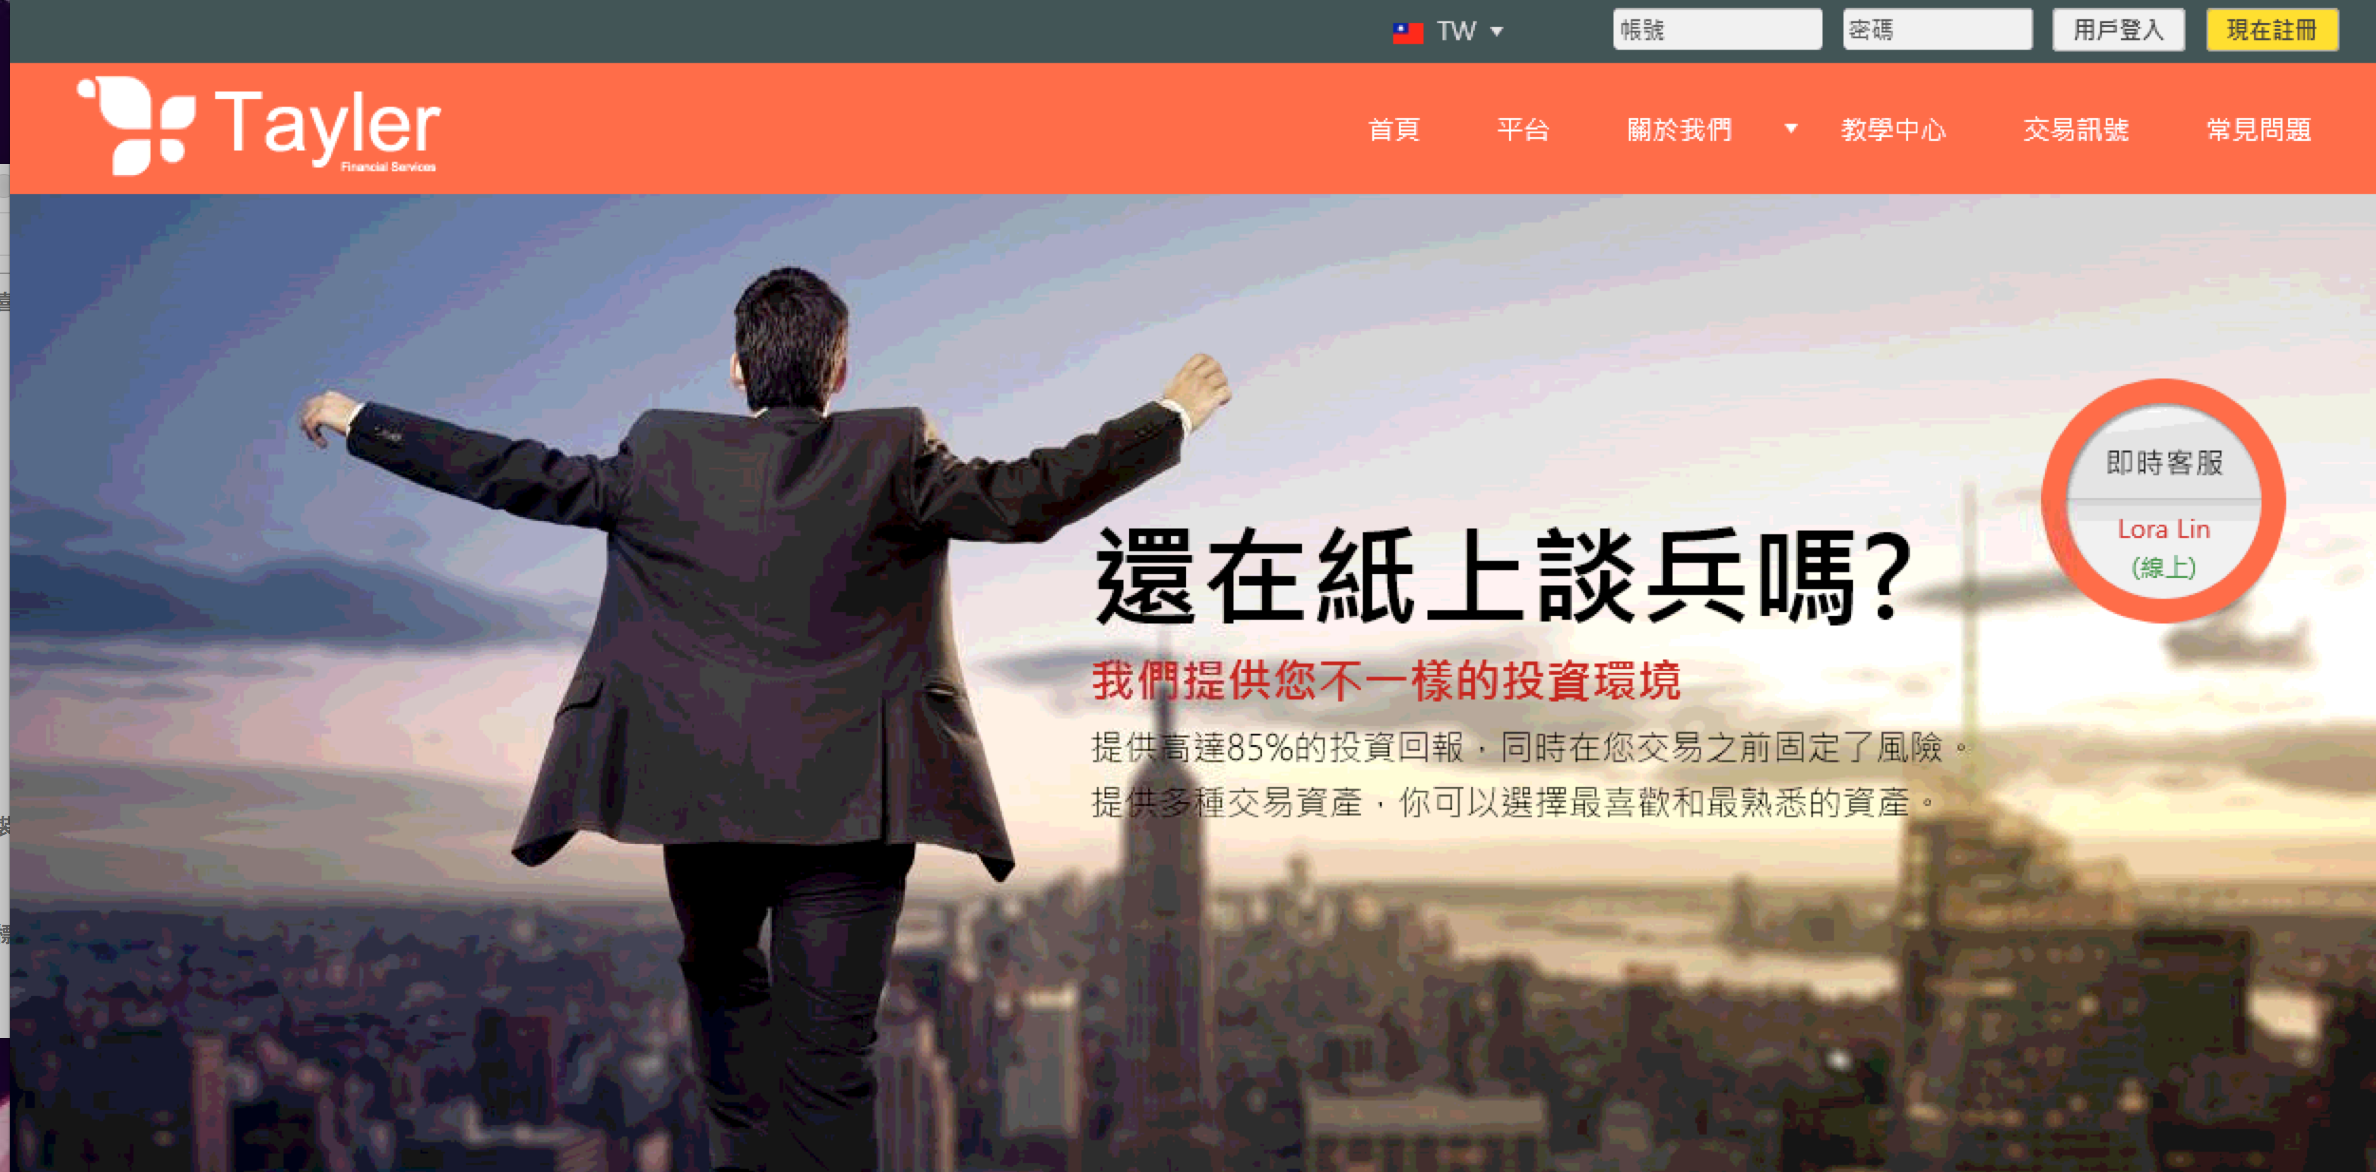 TW
帳號
密碼
用戶登入
現在註冊
Tayler
Financial Services
首頁
平台
關於我們
教學中心
交易訊號
常見問題
即時客服
Lora Lin
(線上)
還在紙上談兵嗎?
我們提供您不一樣的投資環境
提供高達85%的投資回報，同時在您交易之前固定了風險。
提供多種交易資產，你可以選擇最喜歡和最熟悉的資產。